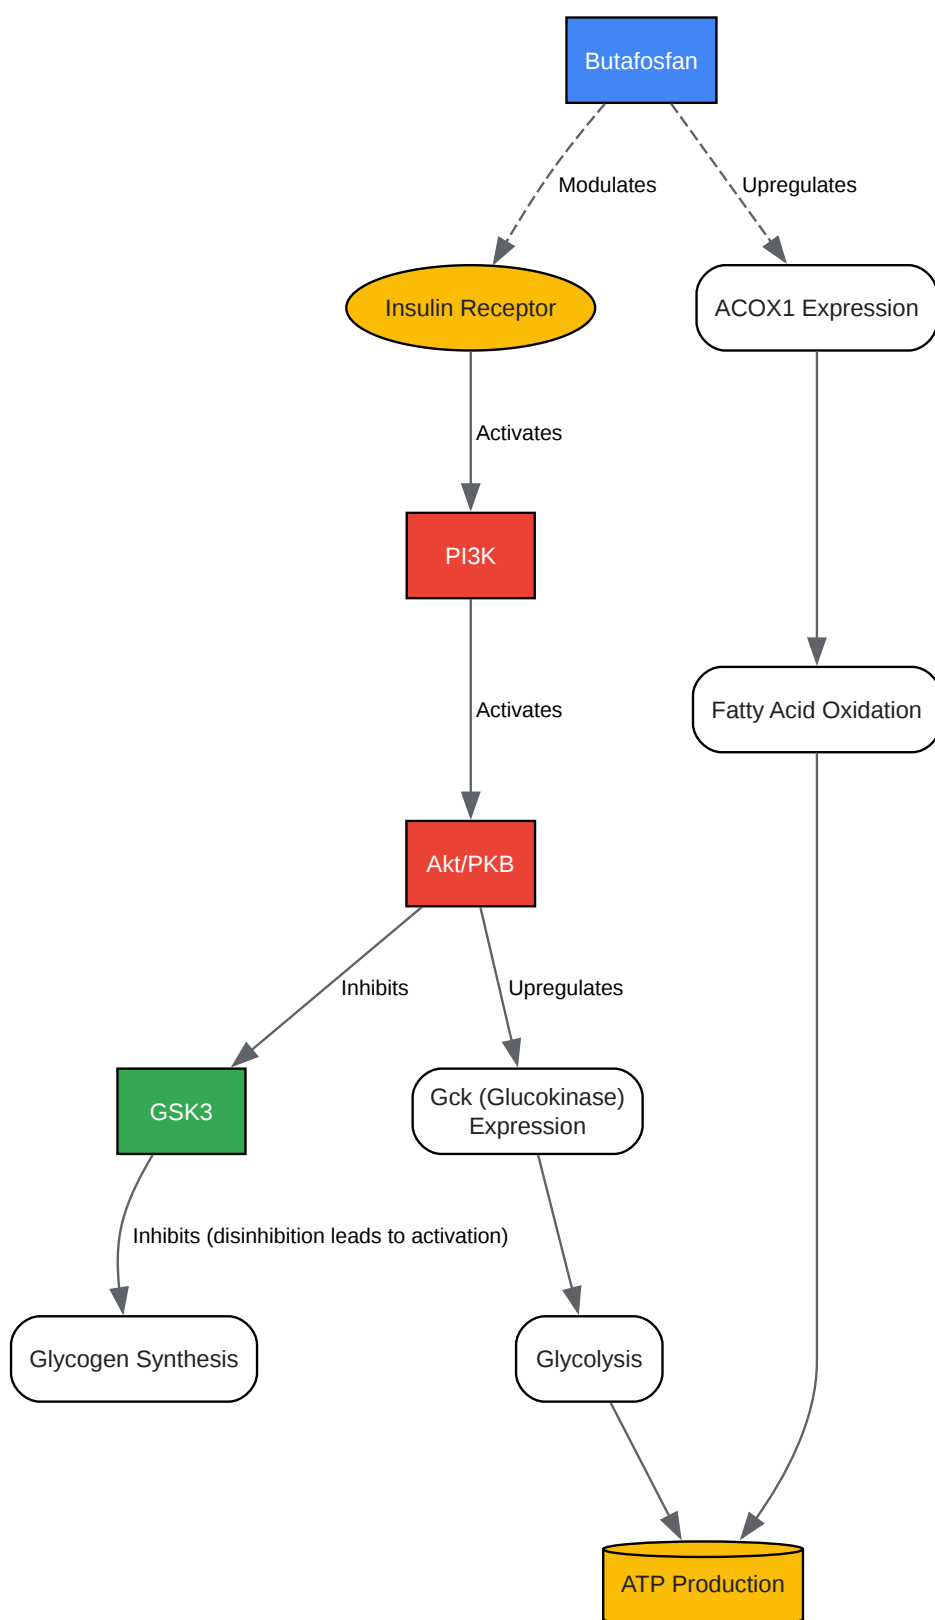 Butafosfan
Modulates
Upregulates
Insulin Receptor
ACOX1 Expression
Activates
PI3K
Activates
Fatty Acid Oxidation
Akt/PKB
Inhibits
Upregulates
GSK3
Gck (Glucokinase)
Expression
Inhibits (disinhibition leads to activation)
Glycogen Synthesis
Glycolysis
ATP Production